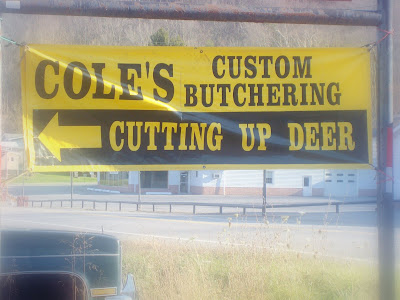 COLE'S CUSTOM BUTCHERING
CUTTING UP DEER